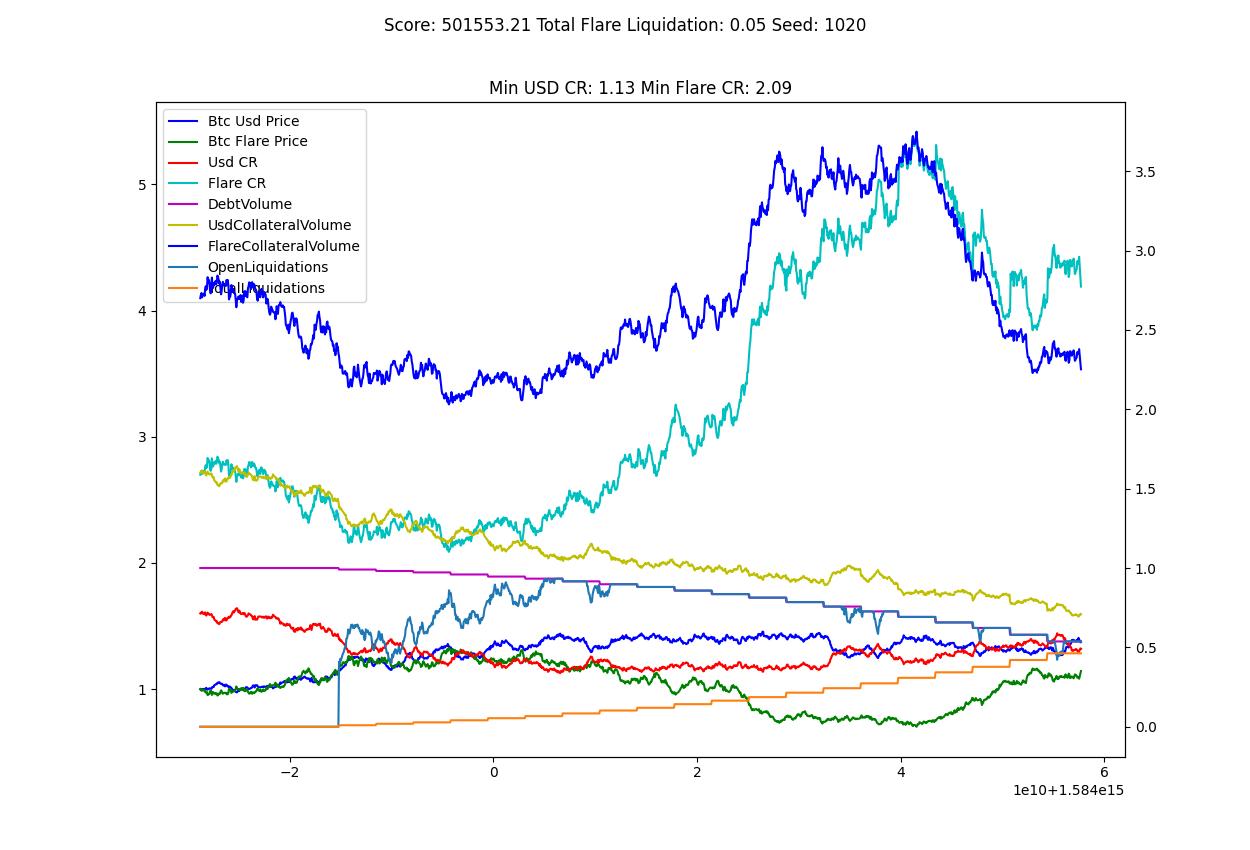 Score: 501553.21 Total Flare Liquidation: 0.05 Seed: 1020
Min USD CR: 1.13 Min Flare CR: 2.09
Btc Usd Price
Btc Flare Price
Usd CR
Flare CR
DebtVolume
UsdCollateralVolume
FlareCollateralVolume
OpenLiquidations
TotalLiquidations
5
4
3
2
1
3.5
3.0
2.5
2.0
1.5
1.0
0.5
0.0
−2 0 2 4 6
1e10+1.584e15